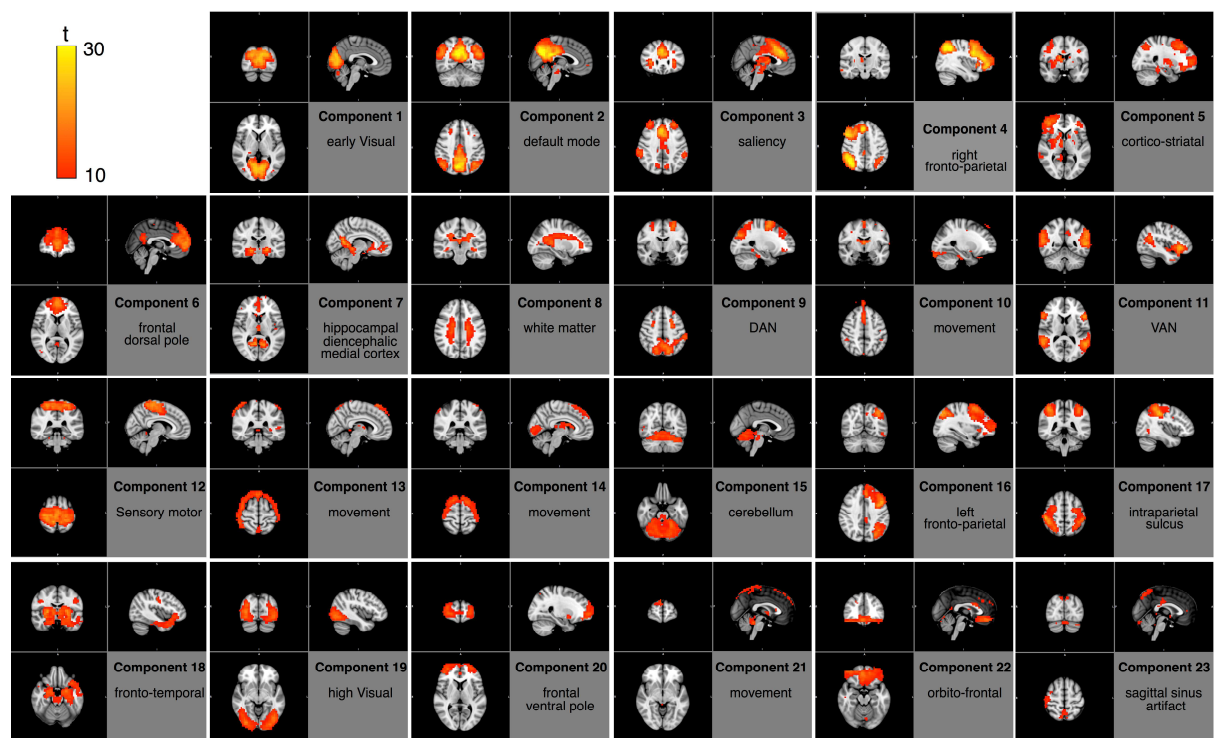 t
30
10
Component 1
early Visual
Component 2
default mode
Component 3
saliency
Component 4
right
fronto-parietal
Component 5
cortico-striatal
Component 6
frontal
dorsal pole
Component 7
hippocampal
diencephalic
medial cortex
Component 8
white matter
Component 9
DAN
Component 10
movement
Component 11
VAN
Component 12
Sensory motor
Component 13
movement
Component 14
movement
Component 15
cerebellum
Component 16
left
fronto-parietal
Component 17
intraparietal
sulcus
Component 18
fronto-temporal
Component 19
high Visual
Component 20
frontal
ventral pole
Component 21
movement
Component 22
orbito-frontal
Component 23
sagittal sinus
artifact